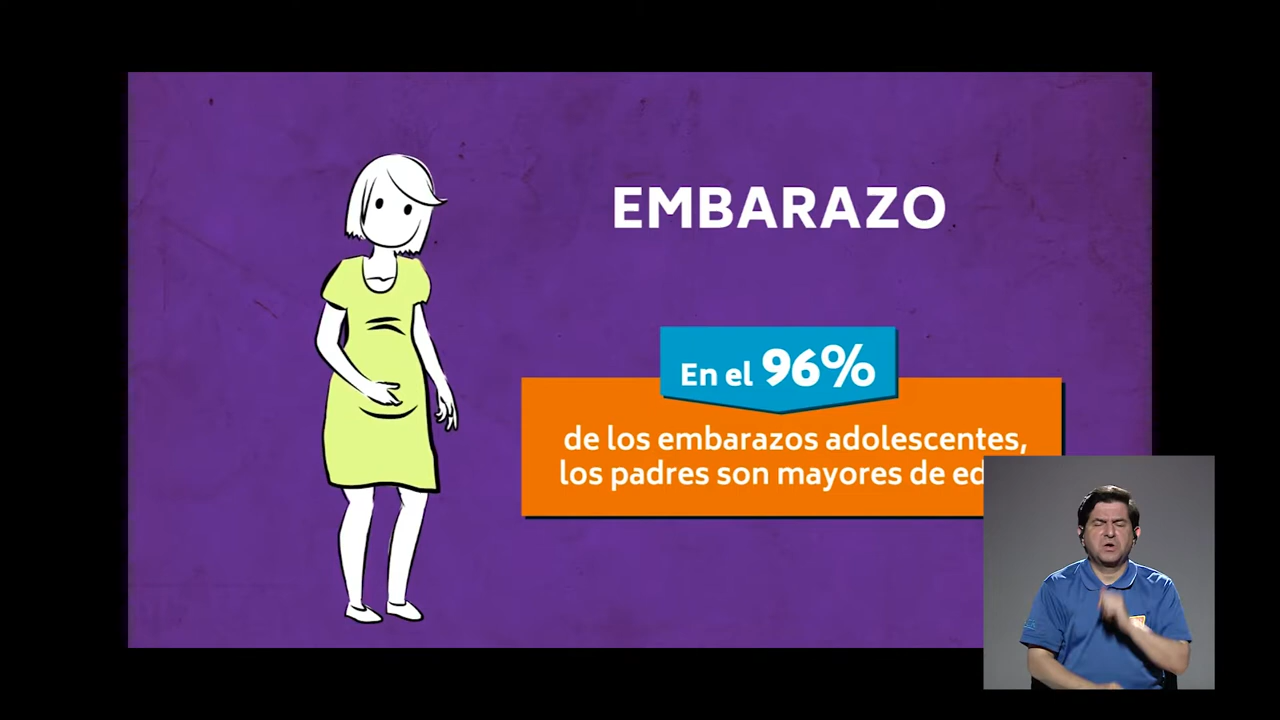 EMBARAZO
En el 96%
de los embarazos adolescentes,
los padres son mayores de